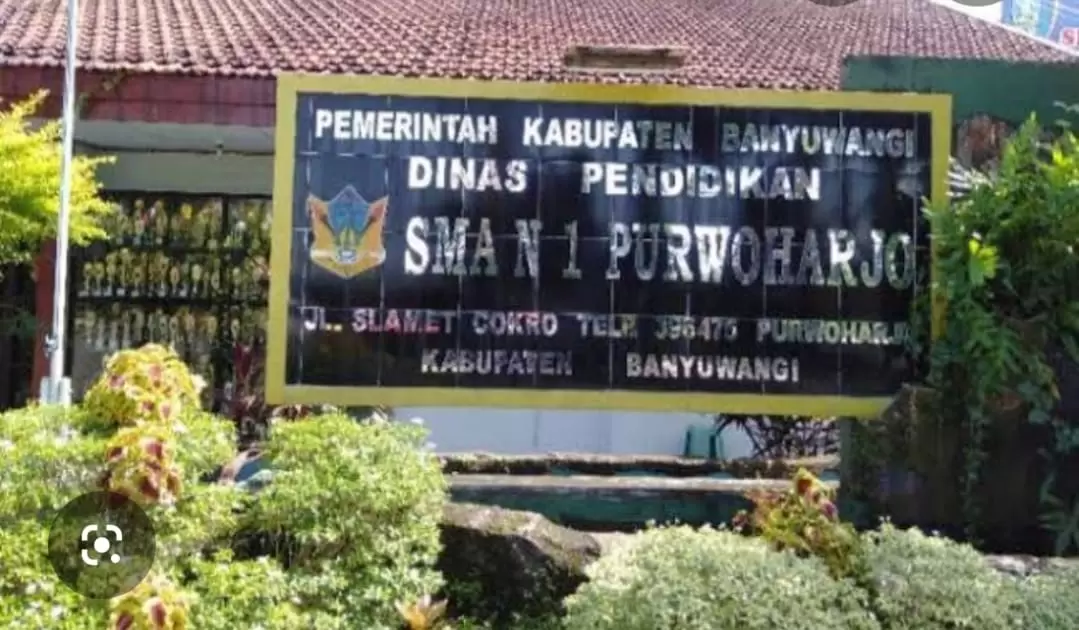 PEMERINTAH KABUPATEN BANYUWANGI
DINAS PENDIDIKAN
SMA N 1 PURWOHARJO
JL. SLAMET COKRO TELP. 396475 PURWOHARJO
KABUPATEN BANYUWANGI